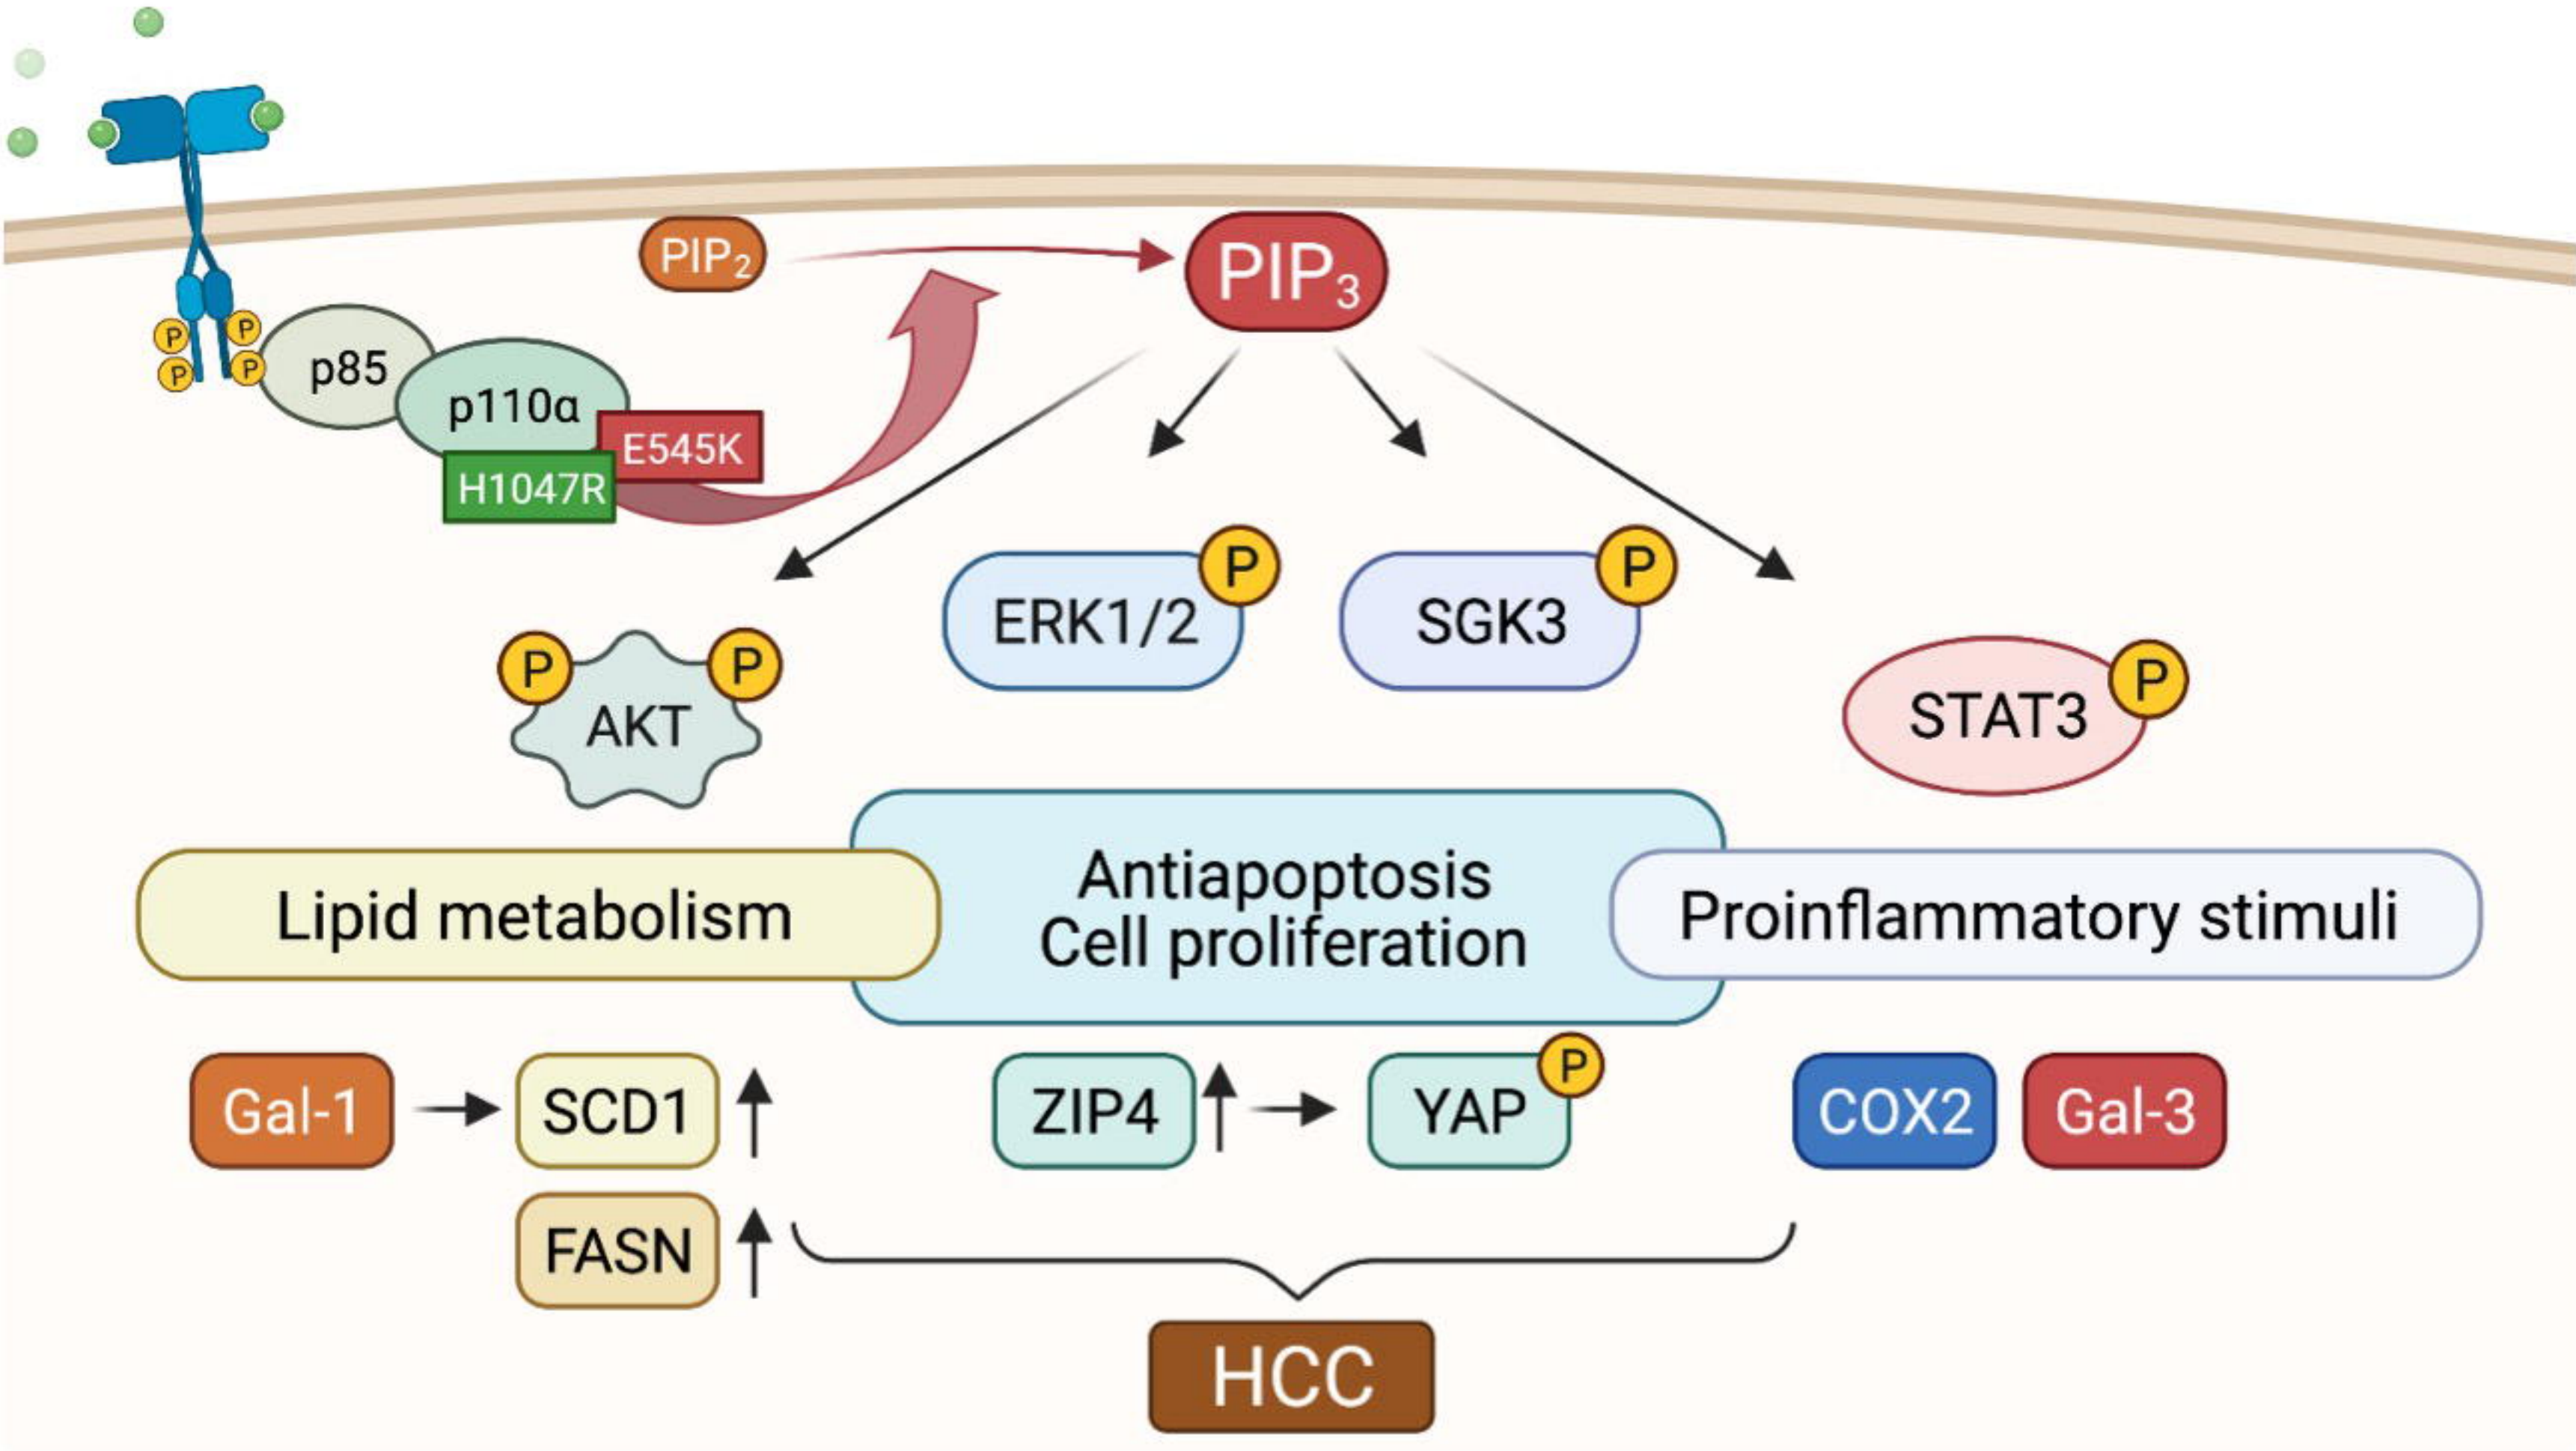 PIP₂
PIP₃
P
P
P
P
p85
p110α
E545K
H1047R
P
P
AKT
P
ERK1/2
P
SGK3
P
STAT3
Lipid metabolism
Antiapoptosis
Cell proliferation
Proinflammatory stimuli
Gal-1
SCD1
FASN
ZIP4
P
YAP
COX2
Gal-3
HCC